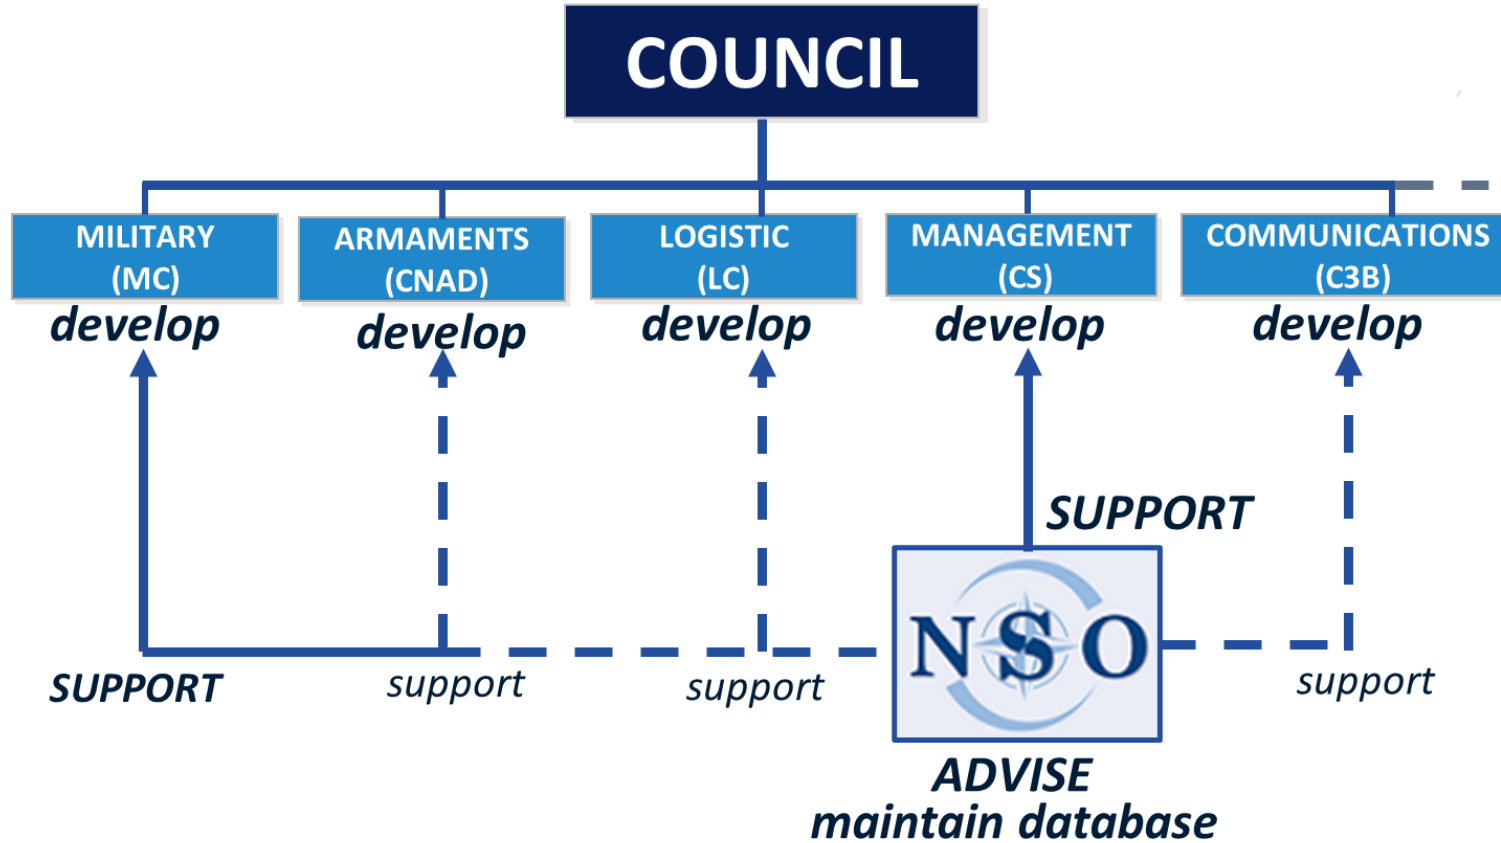 COUNCIL
MILITARY
(MC)
ARMAMENTS
(CNAD)
LOGISTIC
(LC)
MANAGEMENT
(CS)
COMMUNICATIONS
(C3B)
develop
develop
develop
develop
develop
SUPPORT
NSO
SUPPORT
support
support
support
ADVISE
maintain database